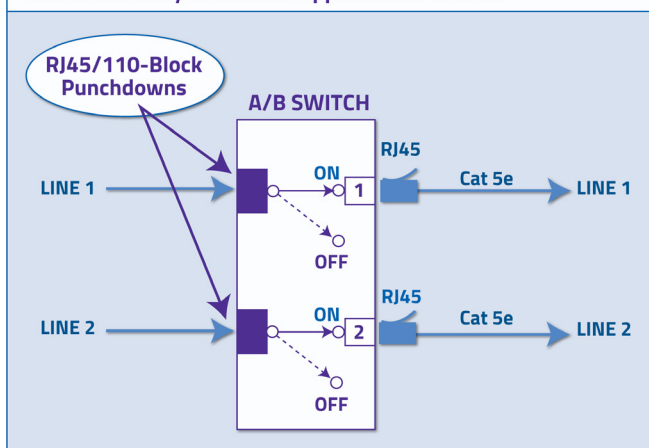 RJ45/110-Block
Punchdowns
A/B SWITCH
RJ45
ON
Cat 5e
LINE 1
1
LINE 1
OFF
RJ45
ON
Cat 5e
LINE 2
2
LINE 2
OFF